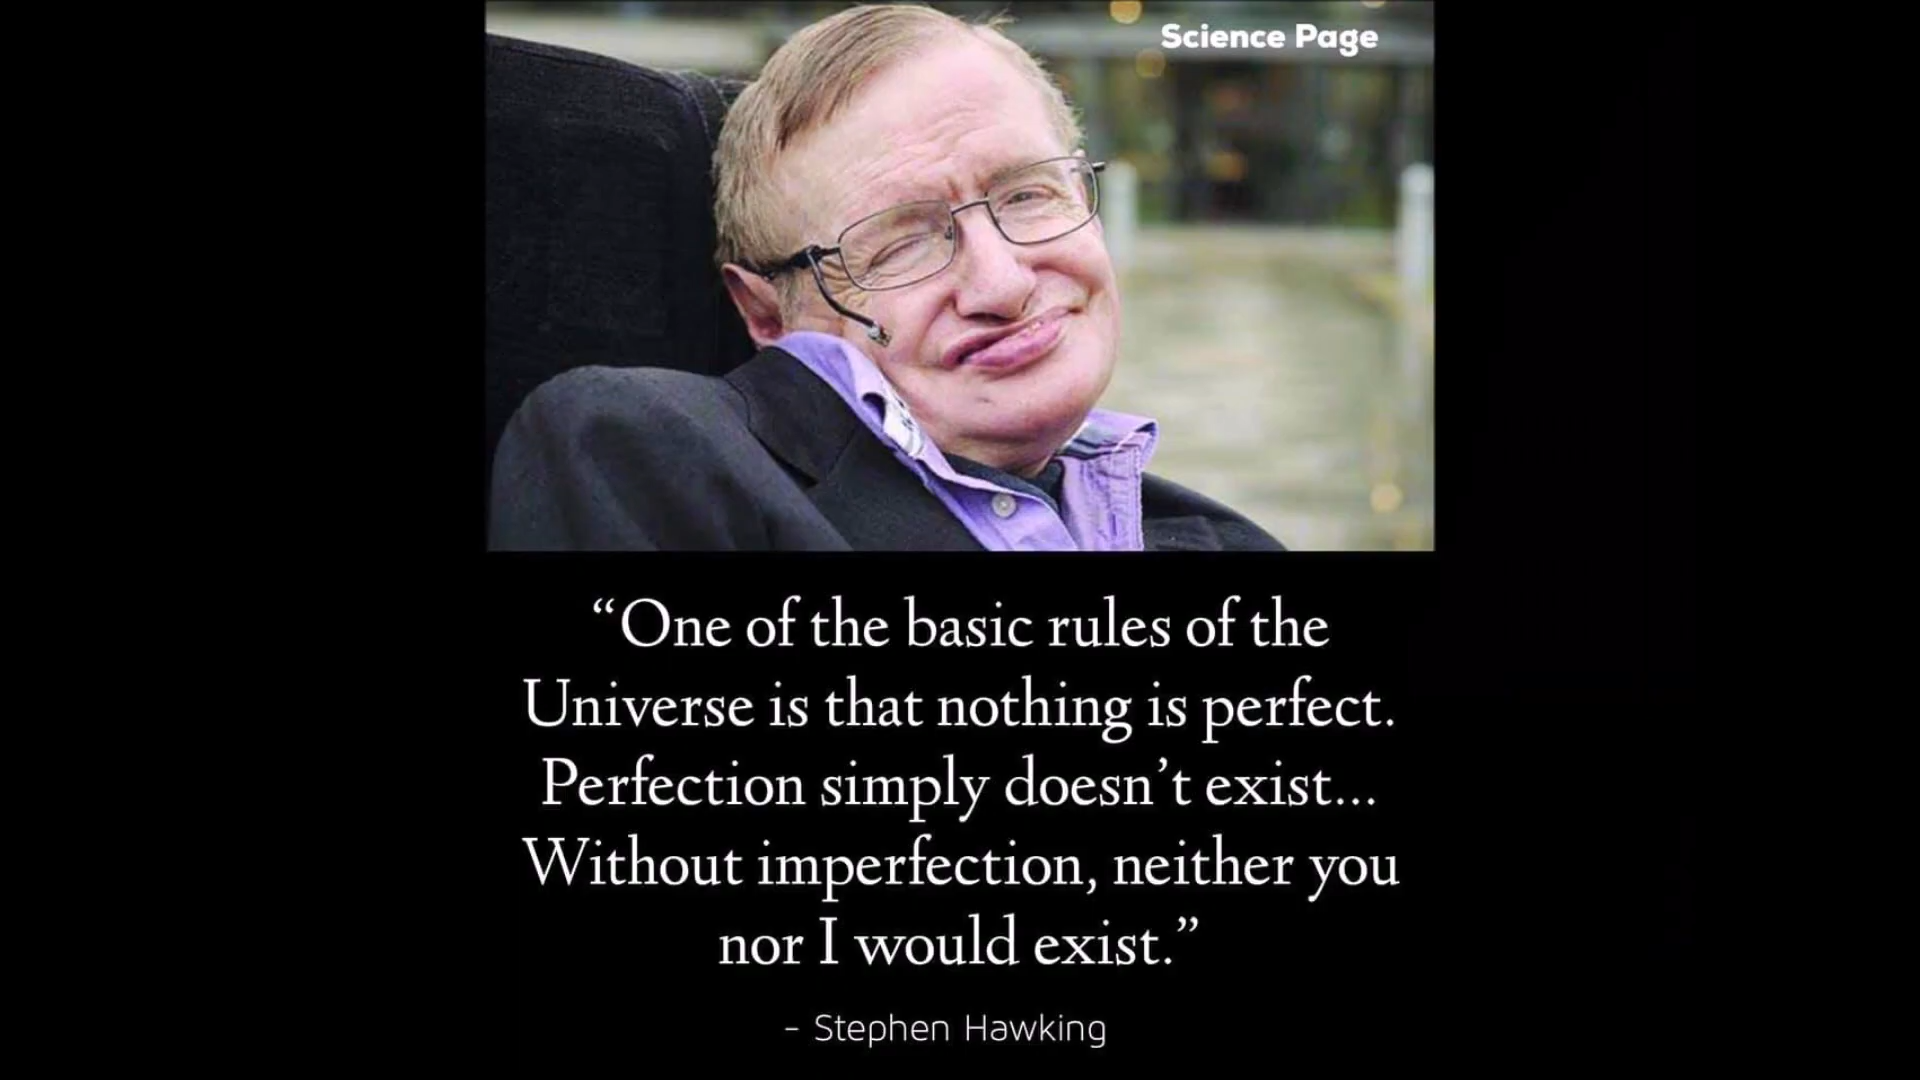 Science Page
“One of the basic rules of the
Universe is that nothing is perfect.
Perfection simply doesn’t exist...
Without imperfection, neither you
nor I would exist.”
- Stephen Hawking